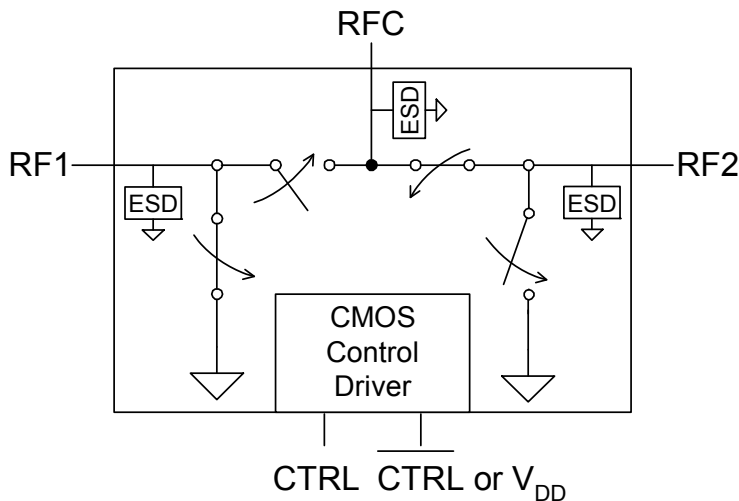 RFC
ESD
RF1
RF2
ESD
ESD
CMOS
Control
Driver
CTRL
CTRL or VDD